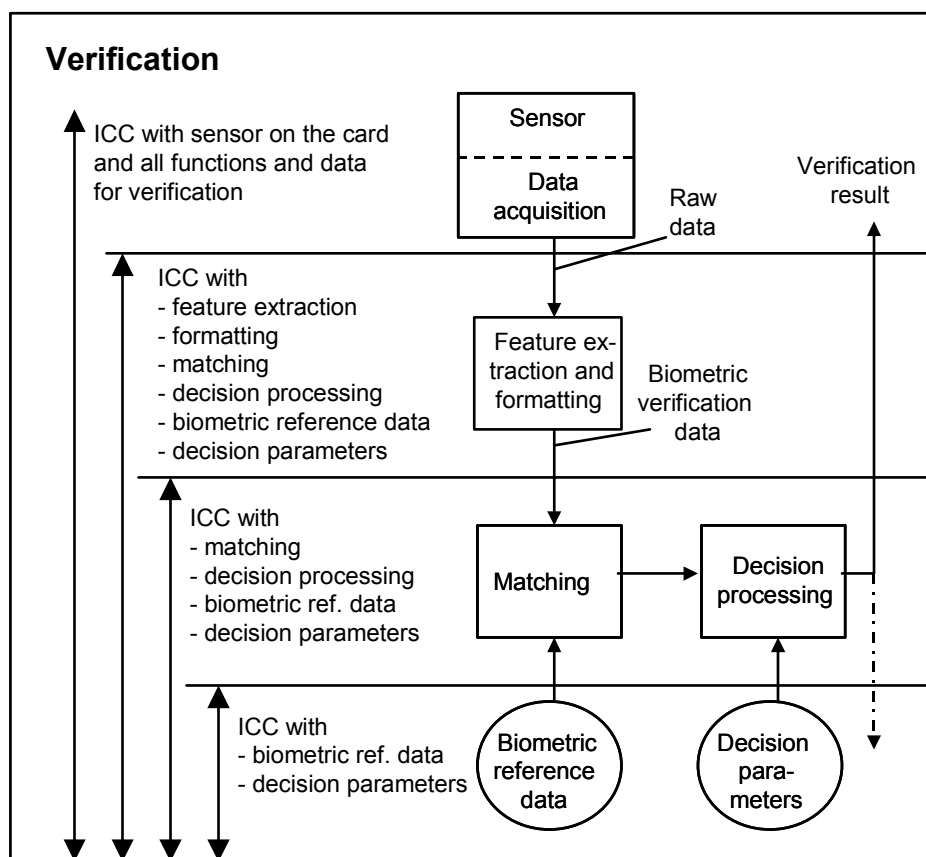 Verification
ICC with sensor on the card
and all functions and data
for verification
Sensor
Data
acquisition
Raw
data
Verification
result
ICC with
- feature extraction
- formatting
- matching
- decision processing
- biometric reference data
- decision parameters
Feature ex-
traction and
formatting
Biometric
verification
data
ICC with
- matching
- decision processing
- biometric ref. data
- decision parameters
Matching
Decision
processing
ICC with
- biometric ref. data
- decision parameters
Biometric
reference
data
Decision
para-
meters